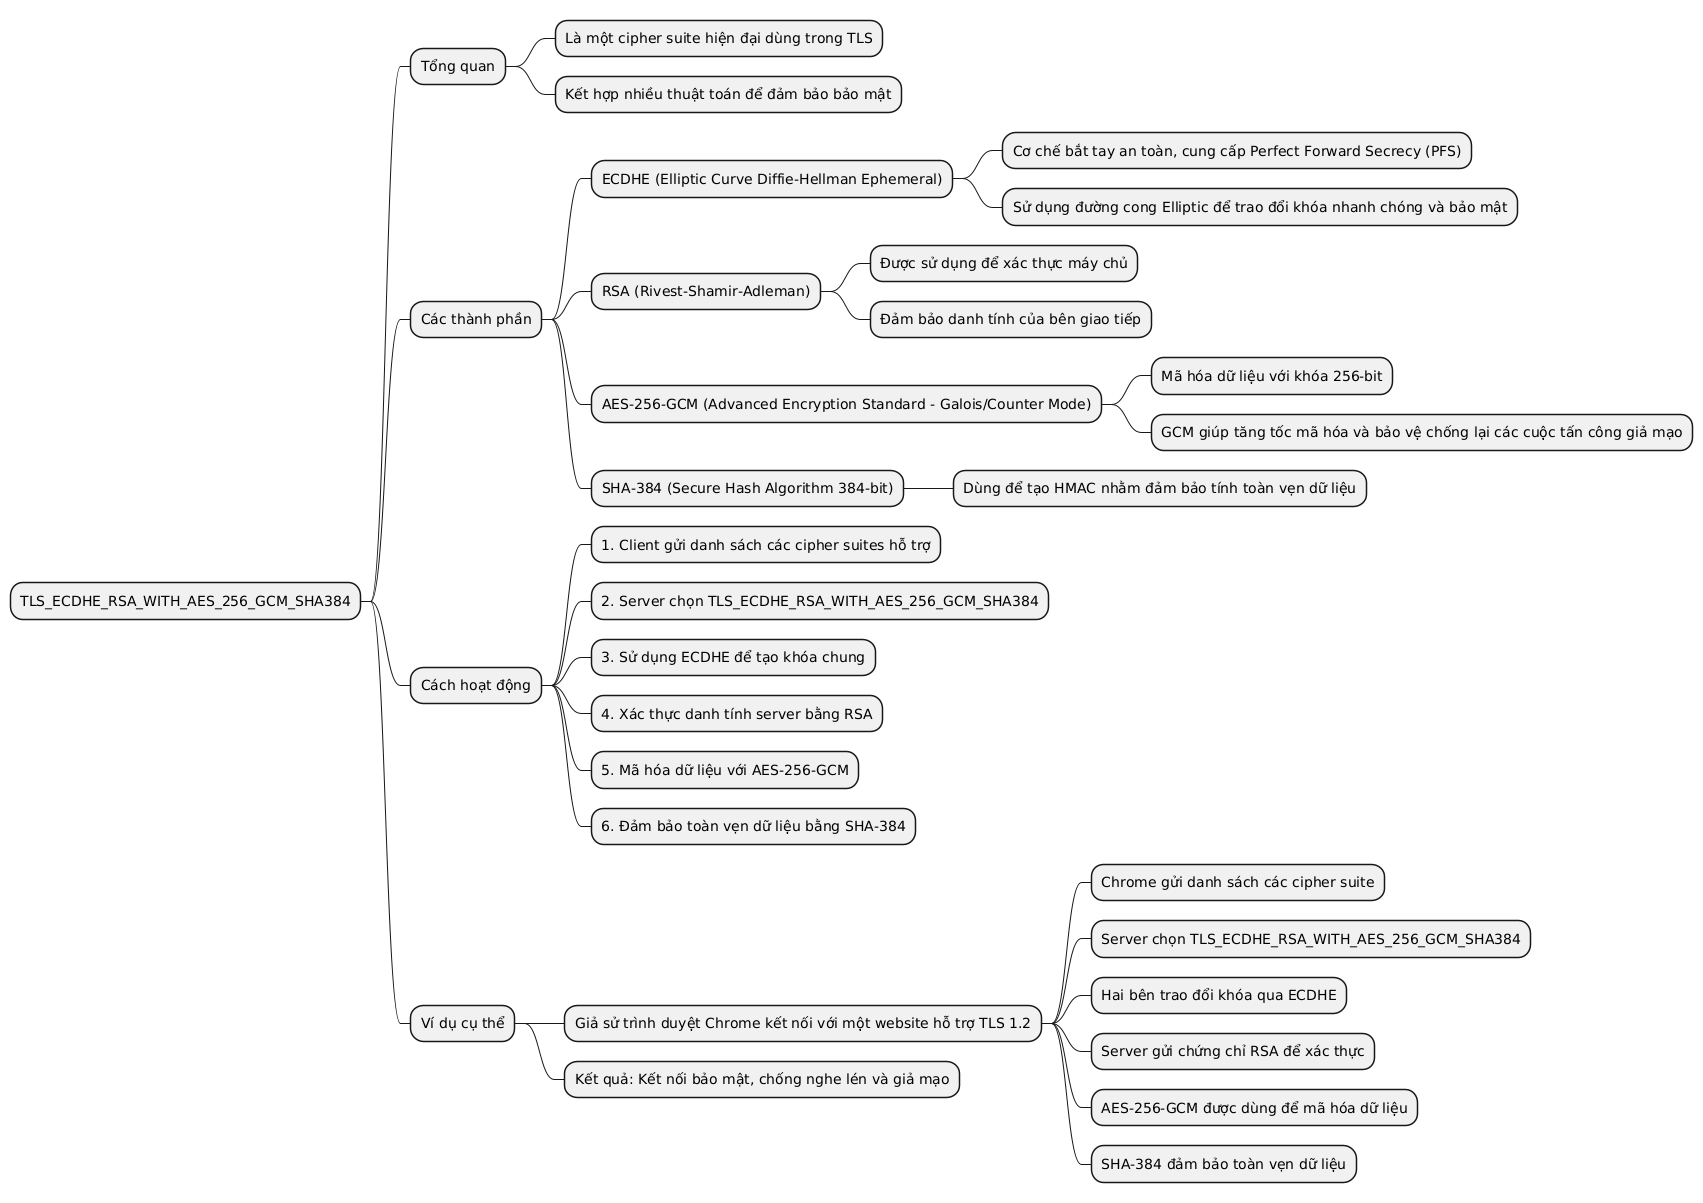 TLS_ECDHE_RSA_WITH_AES_256_GCM_SHA384
Tổng quan
Là một cipher suite hiện đại dùng trong TLS
Kết hợp nhiều thuật toán để đảm bảo bảo mật
Các thành phần
ECDHE (Elliptic Curve Diffie-Hellman Ephemeral)
Cơ chế bắt tay an toàn, cung cấp Perfect Forward Secrecy (PFS)
Sử dụng đường cong Elliptic để trao đổi khóa nhanh chóng và bảo mật
RSA (Rivest-Shamir-Adleman)
Được sử dụng để xác thực máy chủ
Đảm bảo danh tính của bên giao tiếp
AES-256-GCM (Advanced Encryption Standard - Galois/Counter Mode)
Mã hóa dữ liệu với khóa 256-bit
GCM giúp tăng tốc mã hóa và bảo vệ chống lại các cuộc tấn công giả mạo
SHA-384 (Secure Hash Algorithm 384-bit)
Dùng để tạo HMAC nhằm đảm bảo tính toàn vẹn dữ liệu
Cách hoạt động
1. Client gửi danh sách các cipher suites hỗ trợ
2. Server chọn TLS_ECDHE_RSA_WITH_AES_256_GCM_SHA384
3. Sử dụng ECDHE để tạo khóa chung
4. Xác thực danh tính server bằng RSA
5. Mã hóa dữ liệu với AES-256-GCM
6. Đảm bảo toàn vẹn dữ liệu bằng SHA-384
Ví dụ cụ thể
Giả sử trình duyệt Chrome kết nối với một website hỗ trợ TLS 1.2
Chrome gửi danh sách các cipher suite
Server chọn TLS_ECDHE_RSA_WITH_AES_256_GCM_SHA384
Hai bên trao đổi khóa qua ECDHE
Server gửi chứng chỉ RSA để xác thực
AES-256-GCM được dùng để mã hóa dữ liệu
SHA-384 đảm bảo toàn vẹn dữ liệu
Kết quả: Kết nối bảo mật, chống nghe lén và giả mạo